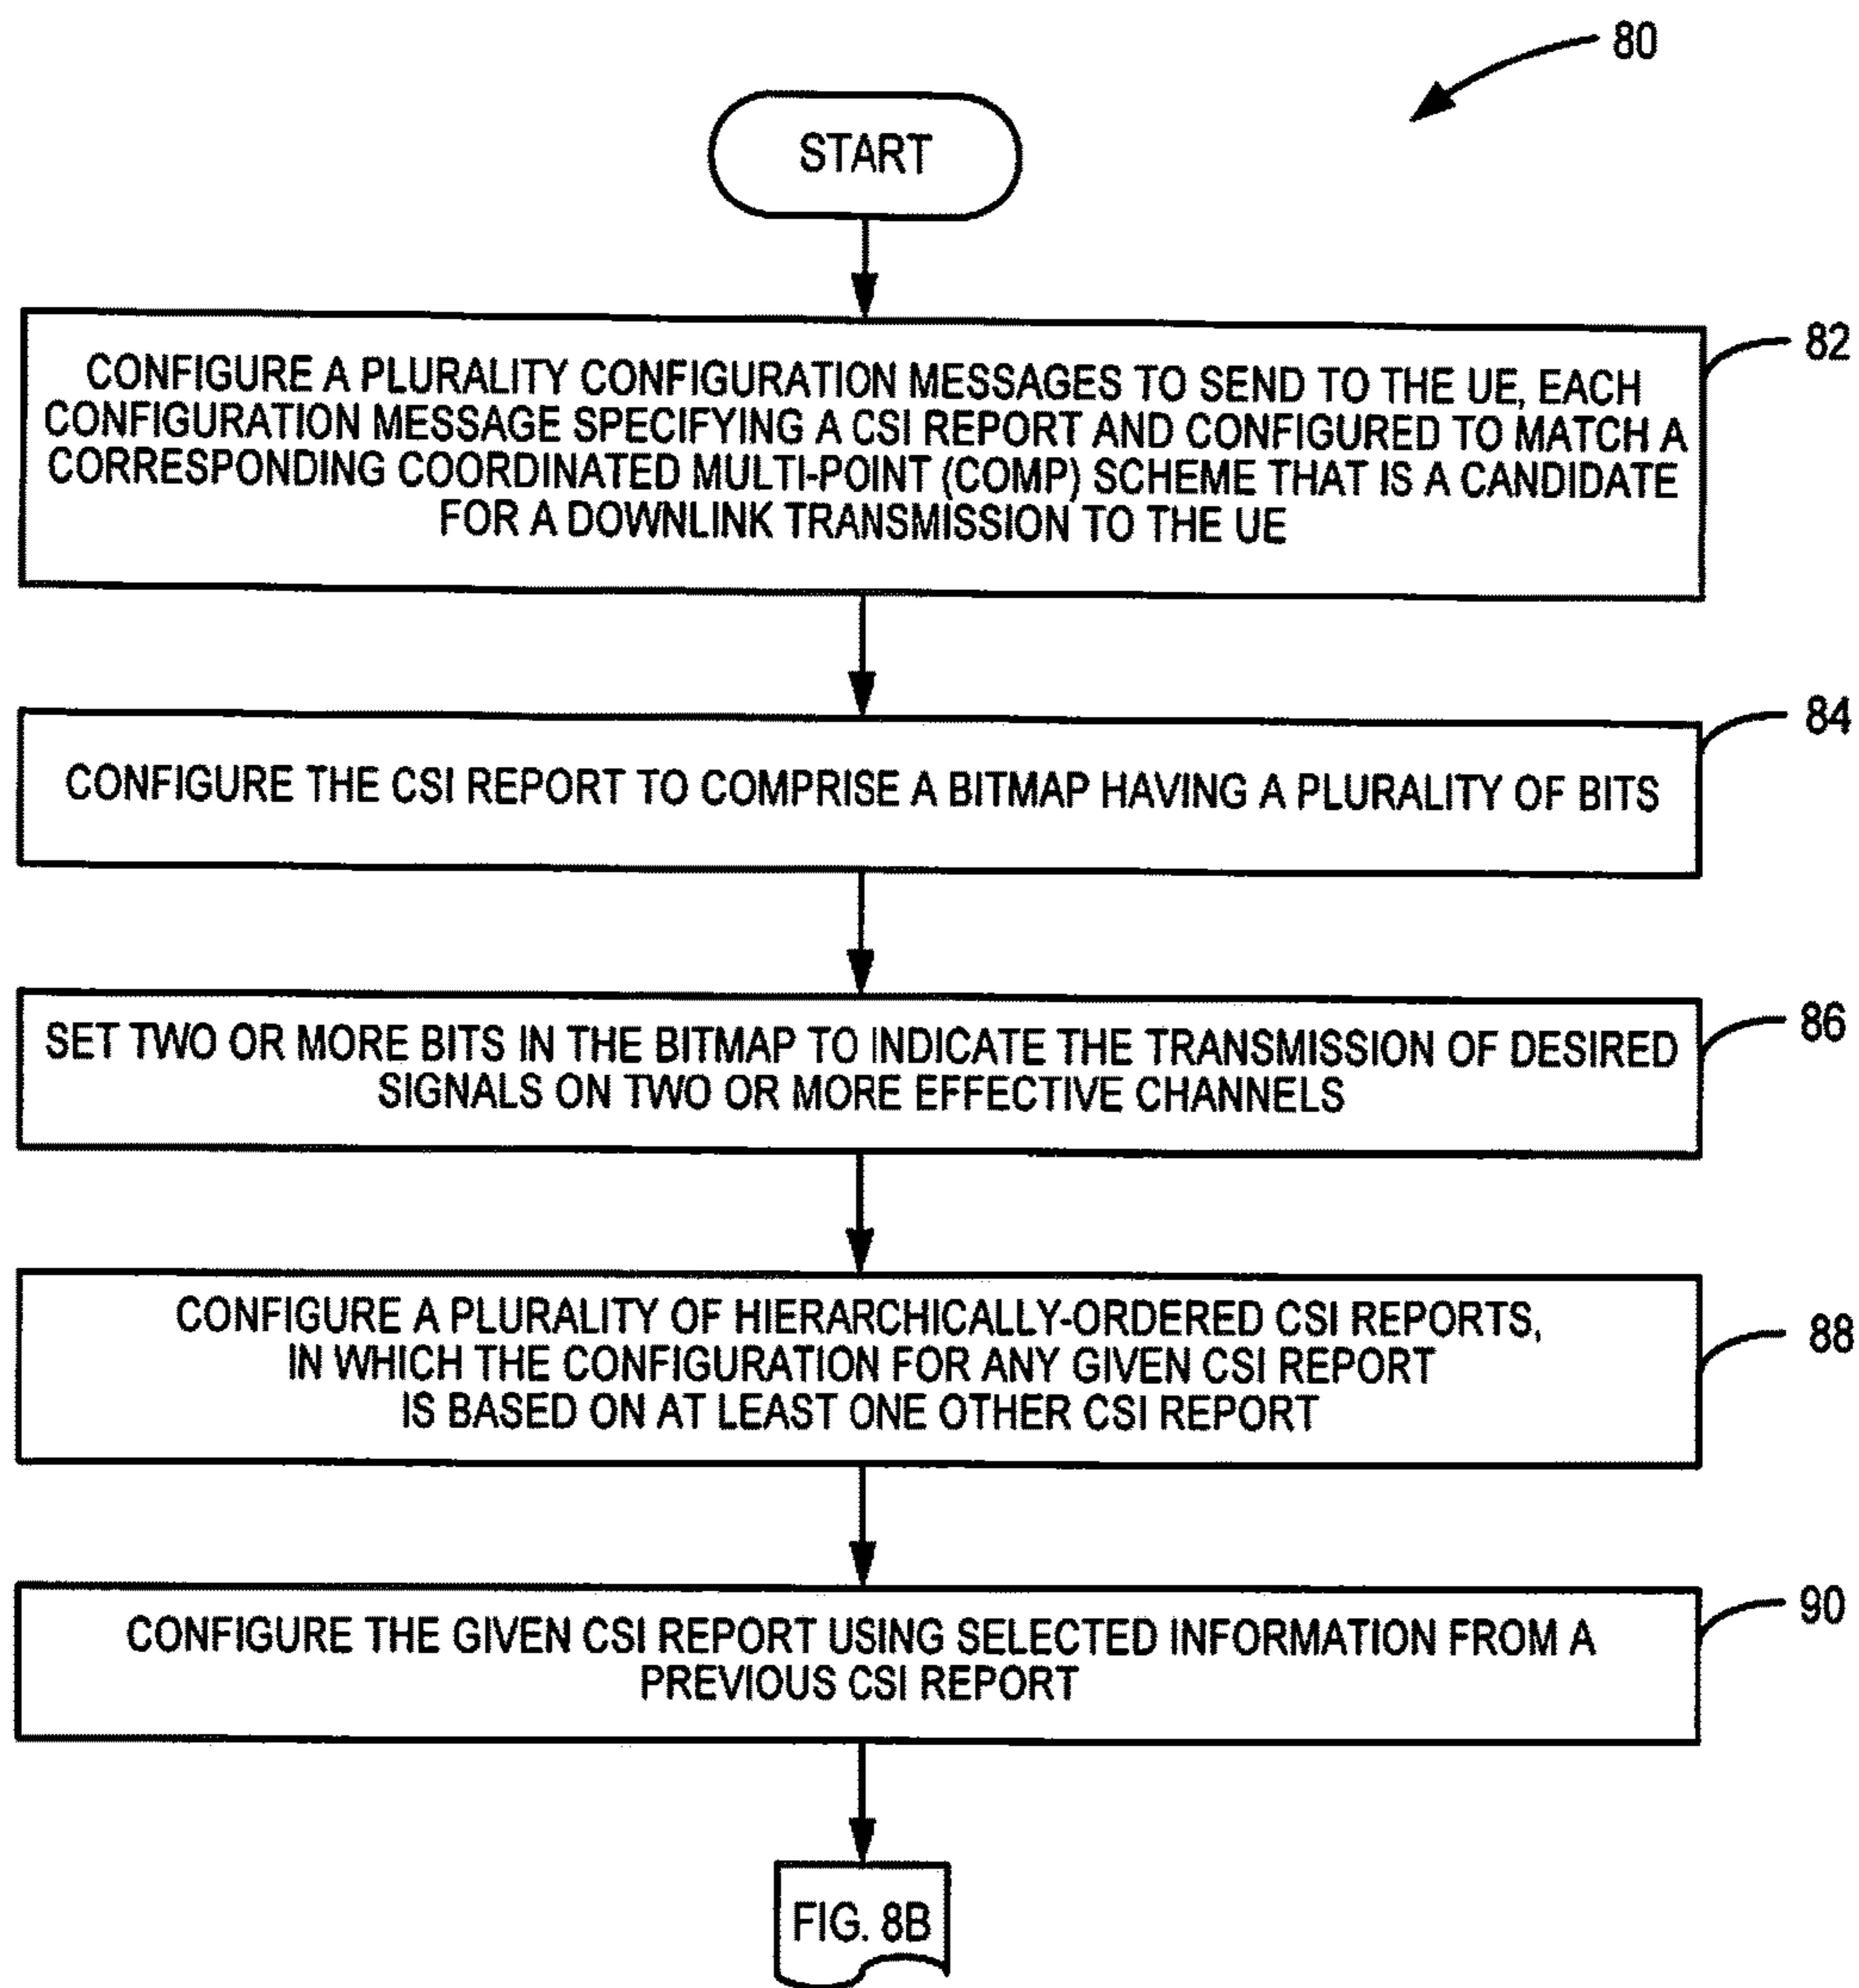 80
START
82
CONFIGURE A PLURALITY CONFIGURATION MESSAGES TO SEND TO THE UE, EACH
CONFIGURATION MESSAGE SPECIFYING A CSI REPORT AND CONFIGURED TO MATCH A
CORRESPONDING COORDINATED MULTI-POINT (COMP) SCHEME THAT IS A CANDIDATE
FOR A DOWNLINK TRANSMISSION TO THE UE
84
CONFIGURE THE CSI REPORT TO COMPRISE A BITMAP HAVING A PLURALITY OF BITS
86
SET TWO OR MORE BITS IN THE BITMAP TO INDICATE THE TRANSMISSION OF DESIRED
SIGNALS ON TWO OR MORE EFFECTIVE CHANNELS
88
CONFIGURE A PLURALITY OF HIERARCHICALLY-ORDERED CSI REPORTS,
IN WHICH THE CONFIGURATION FOR ANY GIVEN CSI REPORT
IS BASED ON AT LEAST ONE OTHER CSI REPORT
90
CONFIGURE THE GIVEN CSI REPORT USING SELECTED INFORMATION FROM A
PREVIOUS CSI REPORT
FIG. 8B